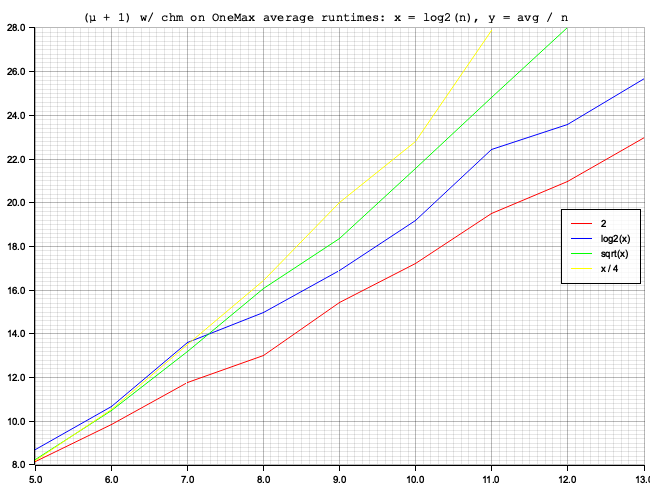 (μ + 1) w/ chm on OneMax average runtimes: x = log2(n), y = avg / n
28.0
26.0
24.0
22.0
20.0
18.0
16.0
14.0
12.0
10.0
8.0
2
log2(x)
sqrt(x)
x / 4
5.0 6.0 7.0 8.0 9.0 10.0 11.0 12.0 13.0